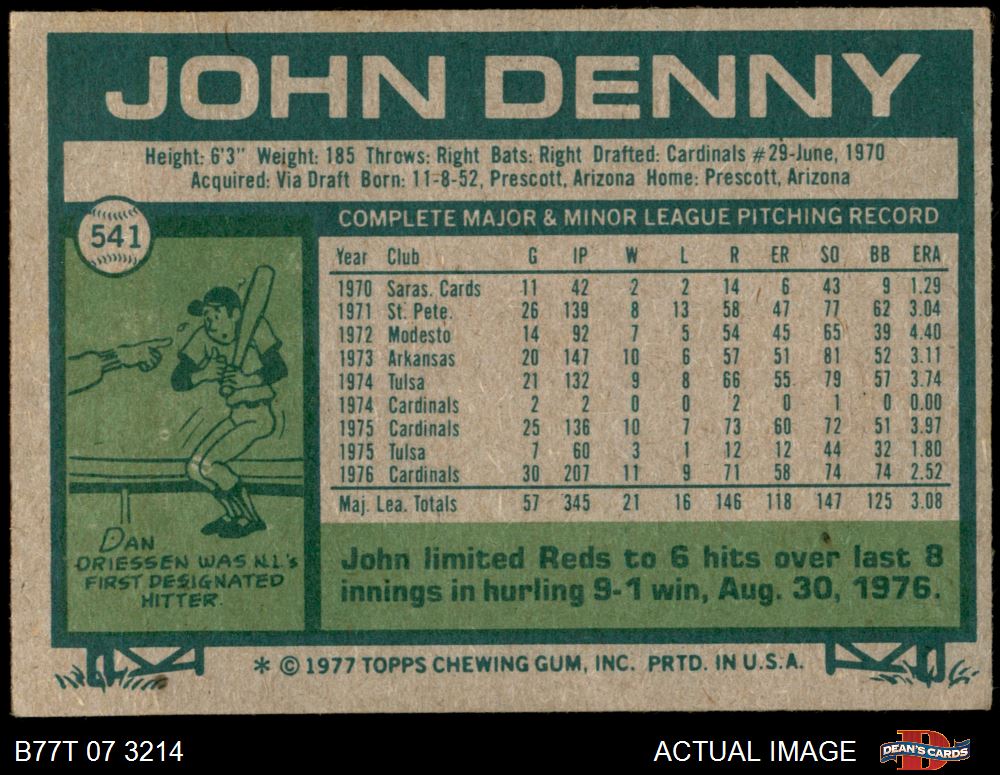 JOHN DENNY
Height: 6'3" Weight: 185 Throws: Right Bats: Right Drafted: Cardinals #29-June, 1970
Acquired: Via Draft Born: 11-8-52, Prescott, Arizona Home: Prescott, Arizona
541
COMPLETE MAJOR & MINOR LEAGUE PITCHING RECORD
Year Club G IP W L R ER SO BB ERA
1970 Saras. Cards 11 42 2 2 14 6 43 9 1.29
1971 St. Pete. 26 139 8 13 58 47 77 62 3.04
1972 Modesto 14 92 7 5 54 45 65 39 4.40
1973 Arkansas 20 147 10 6 57 51 81 52 3.11
1974 Tulsa 21 132 9 8 66 55 79 57 3.74
1974 Cardinals 2 2 0 0 2 0 1 0 0.00
1975 Cardinals 25 136 10 7 73 60 72 51 3.97
1975 Tulsa 7 60 3 1 12 12 44 32 1.80
1976 Cardinals 30 207 11 9 71 58 74 74 2.52
Maj. Lea. Totals 57 345 21 16 146 118 147 125 3.08
DAN
DRIESSEN WAS N.L.'s
FIRST DESIGNATED
HITTER.
John limited Reds to 6 hits over last 8
innings in hurling 9-1 win, Aug. 30, 1976.
* © 1977 TOPPS CHEWING GUM, INC. PRTD. IN U.S.A.
B77T 07 3214
ACTUAL IMAGE
DEAN'S CARDS